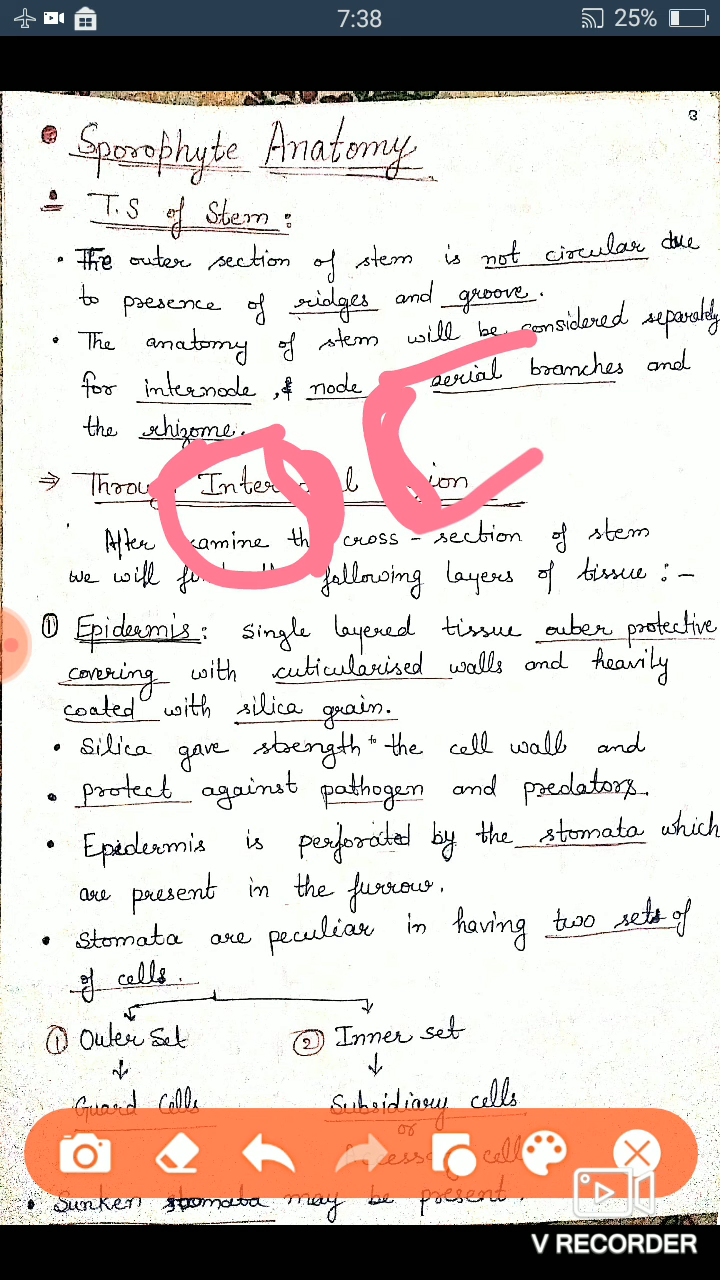 7:38
25%
3
Sporophyte Anatomy
T.S of Stem :
The outer section of stem is not circular due
to presence of ridges and groove.
The anatomy of stem will be considered separately
for internode, & node aerial branches and
the rhizome.
⇒ Through
After examine the cross - section of stem
we will following layers of tissue : -
① Epidermis : Single layered tissue outer protective
covering with cuticularised walls and heavily
coated with silica grain.
• Silica gave strength to the cell wall and
• protect against pathogen and predators.
• Epidermis is perforated by the stomata which
are present in the furrow.
• Stomata are peculiar in having two sets of
of cells.
① Outer Set ② Inner set
Guard Cells Subsidiary cells
or
• Sunken stomata may be present.
V RECORDER